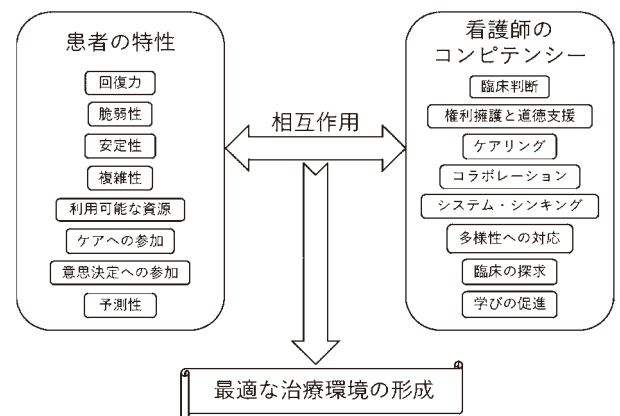 患者の特性
回復力
脆弱性
安定性
複雑性
利用可能な資源
ケアへの参加
意思決定への参加
予測性
相互作用
看護師の
コンピテンシー
臨床判断
権利擁護と道徳支援
ケアリング
コラボレーション
システム・シンキング
多様性への対応
臨床の探求
学びの促進
最適な治療環境の形成